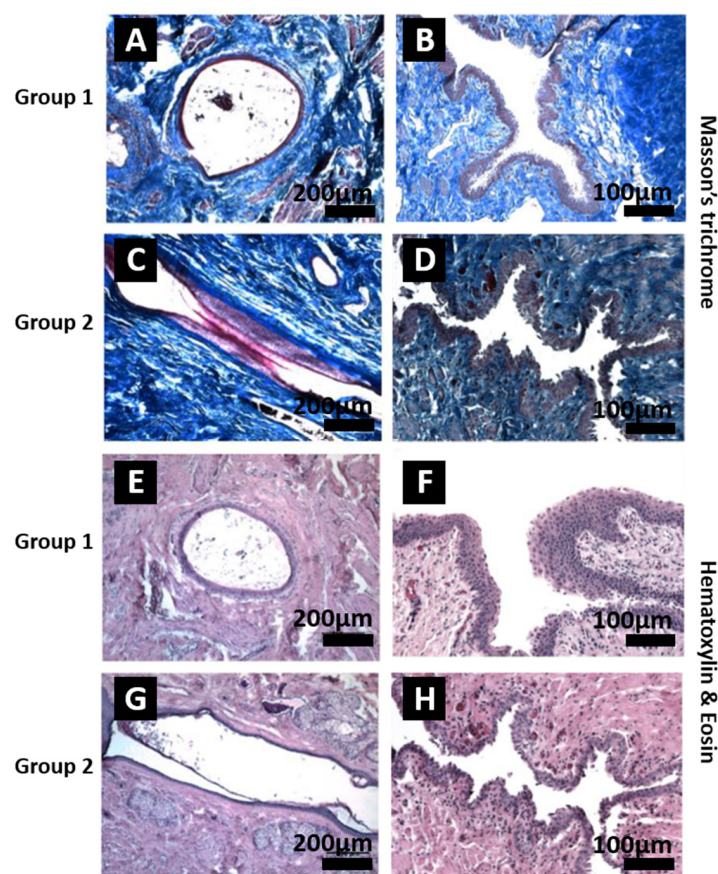 A
B
Group 1
200µm
100µm
C
D
Group 2
200µm
100µm
Masson's trichrome
E
F
Group 1
200µm
100µm
G
H
Group 2
200µm
100µm
Hematoxylin & Eosin